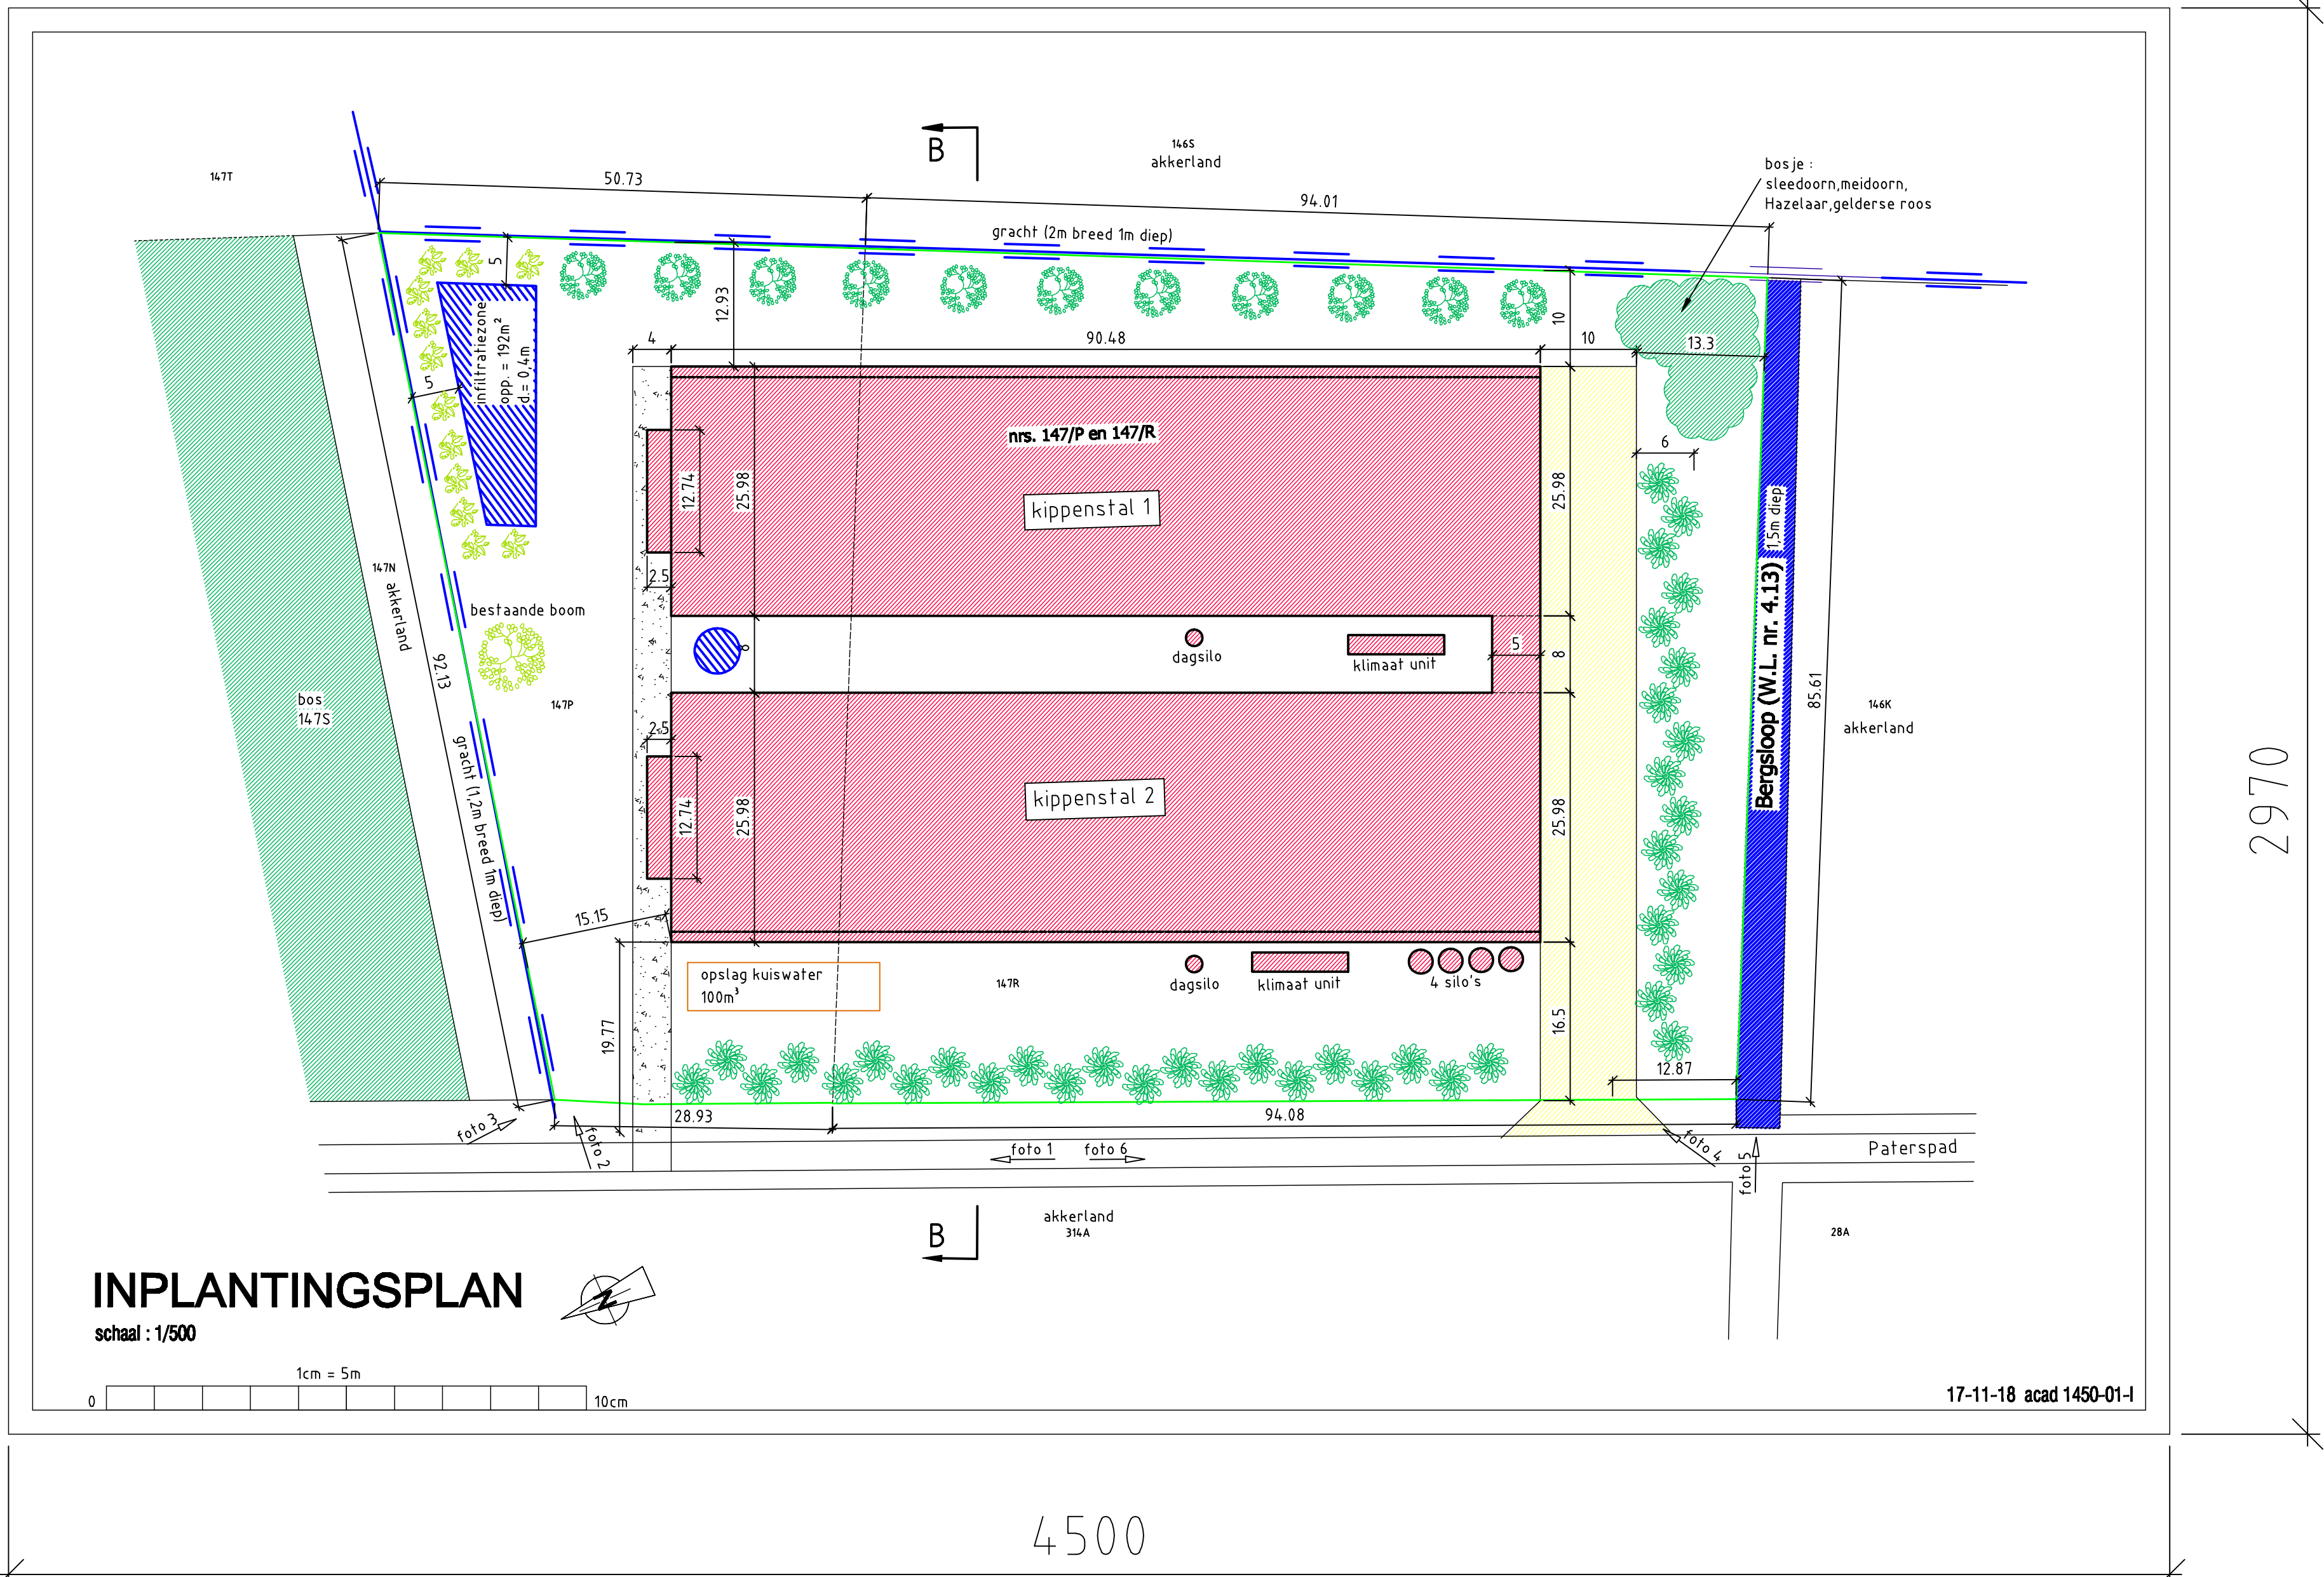 B
146S
akkerland
147T
bosje :
sleedoorn,meidoorn,
Hazelaar,gelderse roos
50.73
94.01
gracht (2m breed 1m diep)
5
12.93
10
infiltratiezone
opp. = 192m²
d.= 0,4m
4
90.48
10
13.3
5
6
nrs. 147/P en 147/R
12.74
25.98
kippenstal 1
25.98
1,5m diep
Bergsloop (W.L. nr. 4.13)
147N
akkerland
2.5
bestaande boom
92.13
8
dagsilo
klimaat unit
5
8
bos
147S
147P
85.61
146K
akkerland
2.5
gracht (1,2m breed 1m diep)
12.74
25.98
kippenstal 2
25.98
15.15
opslag kuiswater
100m³
147R
dagsilo
klimaat unit
4 silo's
19.77
16.5
12.87
28.93
94.08
foto 3
foto 2
foto 1
foto 6
foto 4
foto 5
Paterspad
akkerland
314A
28A
B
INPLANTINGSPLAN
N
schaal : 1/500
1cm = 5m
0
10cm
17-11-18 acad 1450-01-I
2970
4500